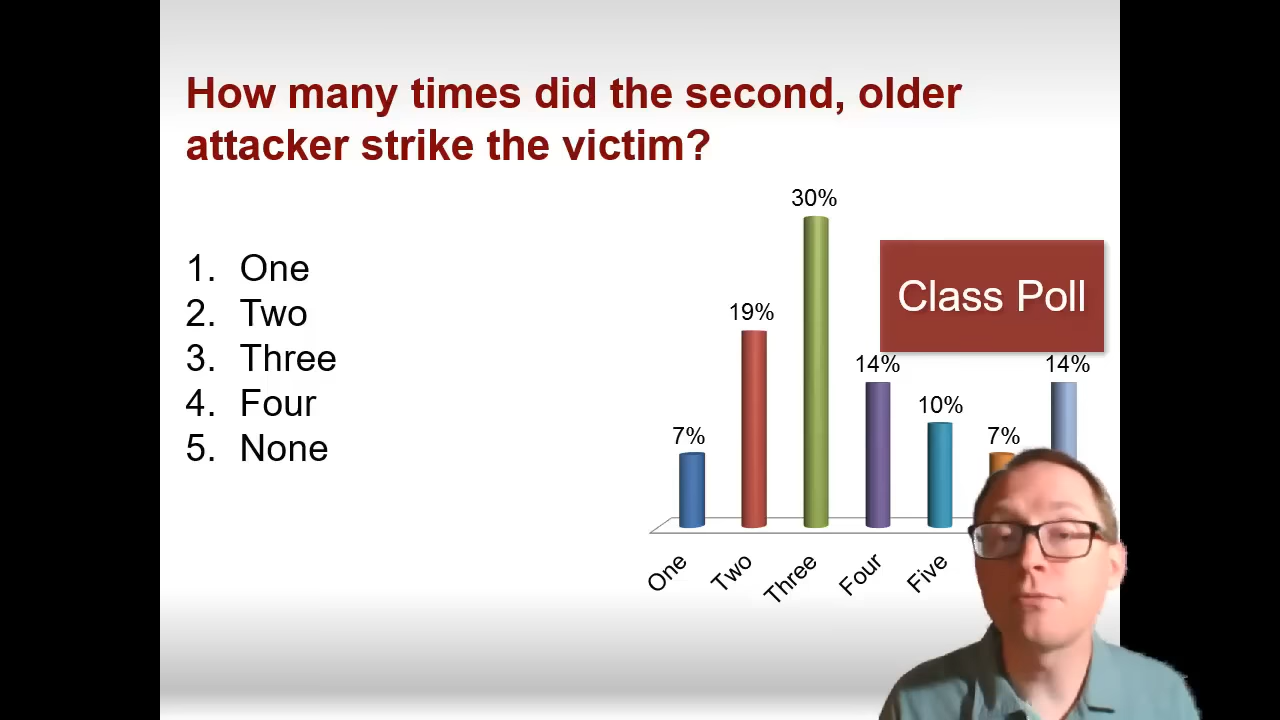 How many times did the second, older
attacker strike the victim?
1. One
2. Two
3. Three
4. Four
5. None
Class Poll
7%
19%
30%
14%
10%
7%
14%
One
Two
Three
Four
Five